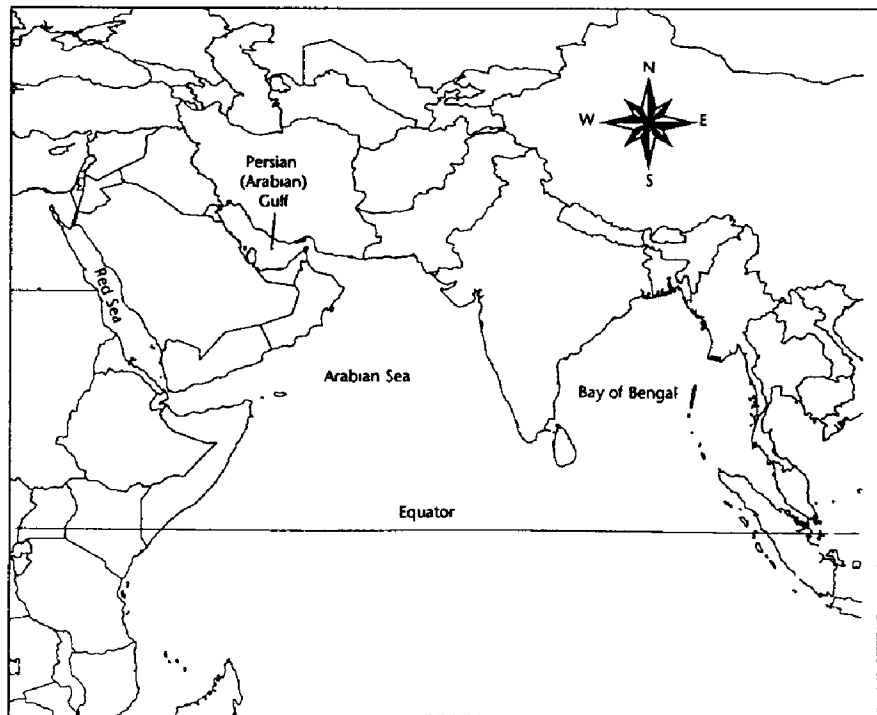 N
W E
S
Persian
(Arabian)
Gulf
Red Sea
Arabian Sea
Bay of Bengal
Equator